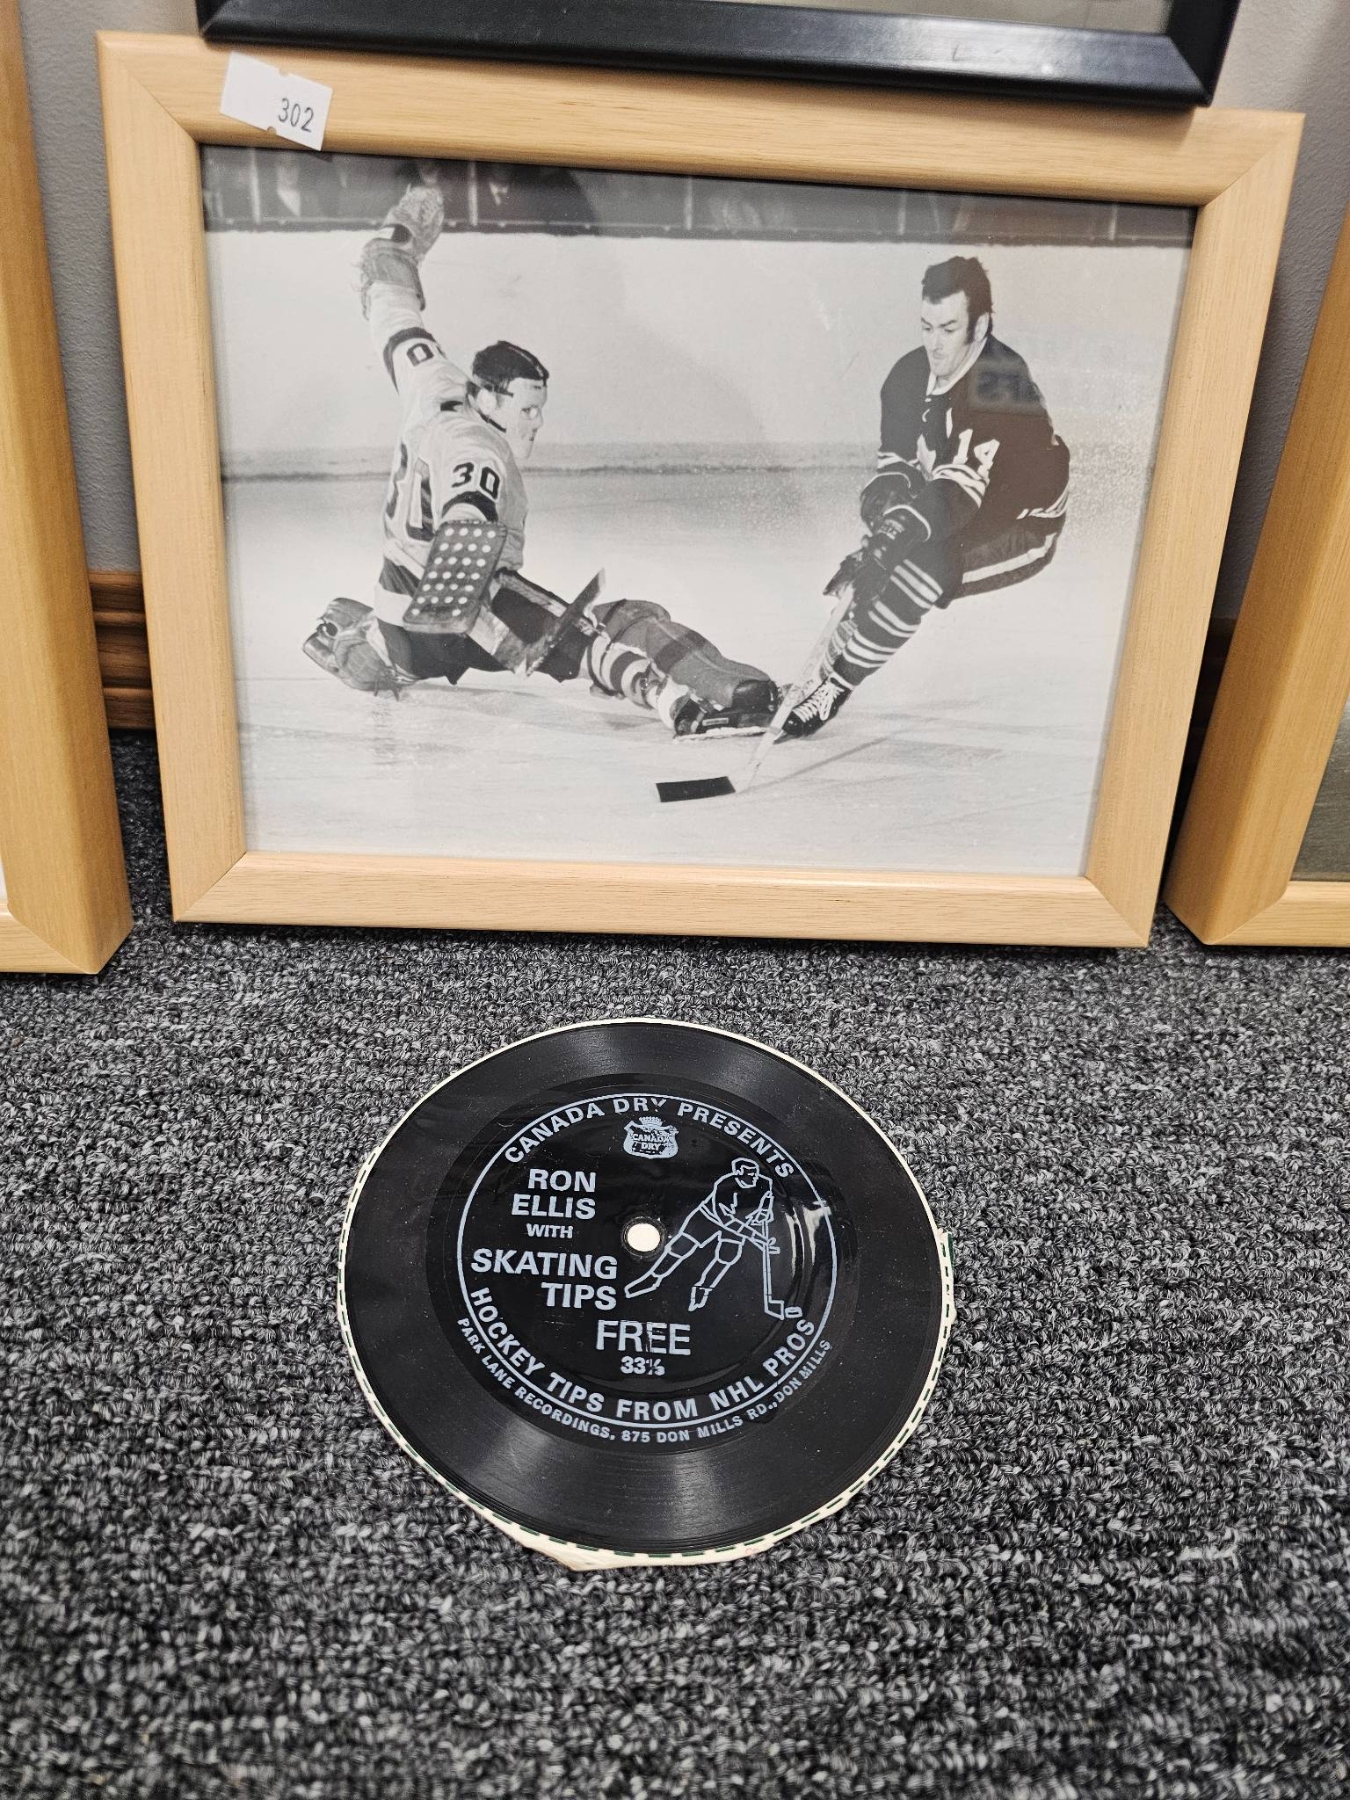 302
30
30
14
CANADA DRY PRESENTS
CANADA
DRY
RON
ELLIS
WITH
SKATING
TIPS
FREE
33⅓
HOCKEY TIPS FROM NHL PROS
PARK LANE RECORDINGS, 875 DON MILLS RD., DON MILLS